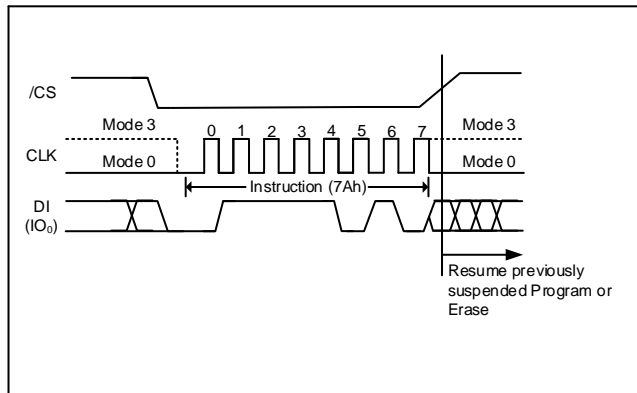 /CS
Mode 3
0 1 2 3 4 5 6 7
Mode 3
CLK
Mode 0
Mode 0
Instruction (7Ah)
DI
(IO₀)
Resume previously
suspended Program or
Erase